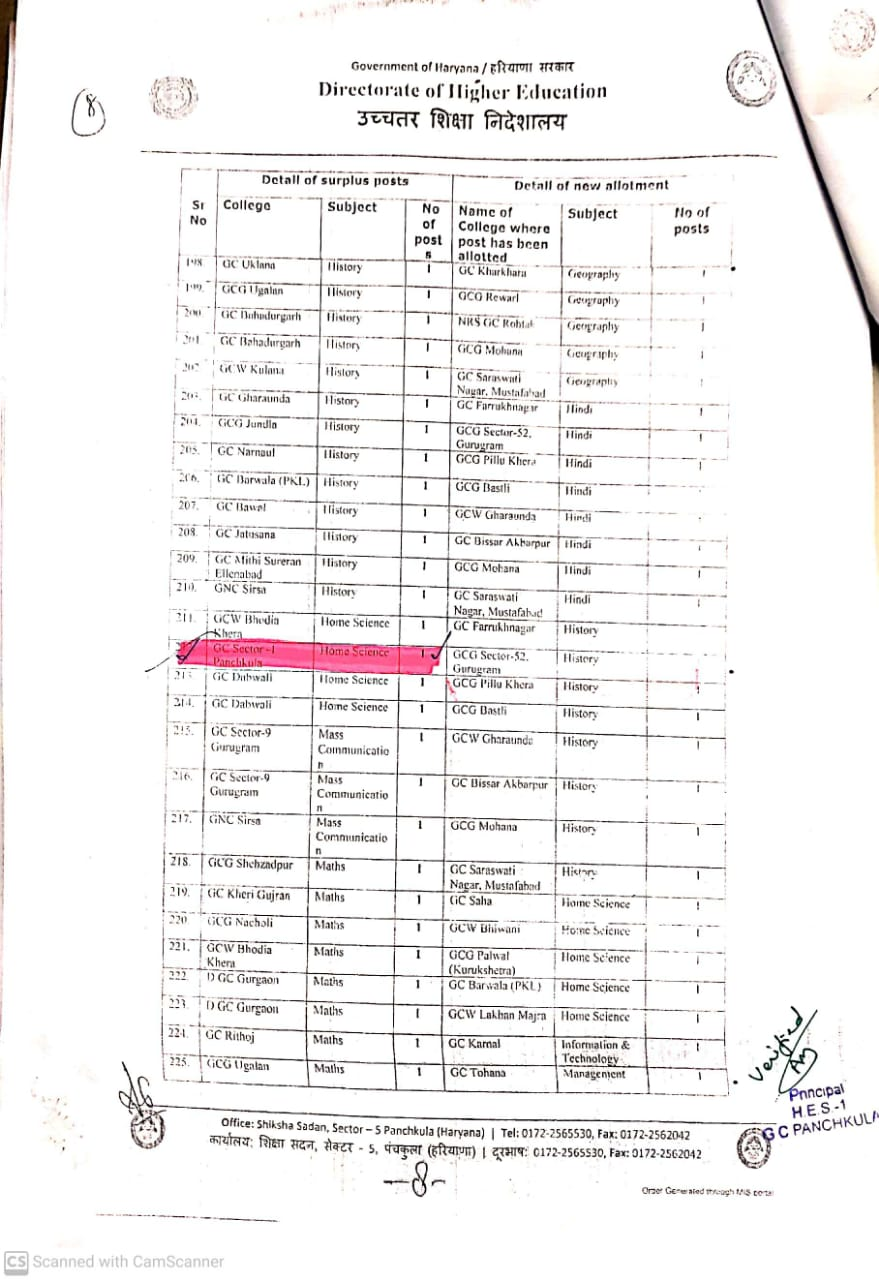 8
Government of Haryana / हरियाणा सरकार
Directorate of Higher Education
उच्चतर शिक्षा निदेशालय
Detail of surplus posts Detail of new allotment
Sr No College Subject No of posts Name of College where post has been allotted Subject No of posts
198. GC Uklana History 1 GC Kharkhara Geography 1
199. GCG Ugalan History 1 GCG Rewari Geography 1
200 GC Bahadurgarh History 1 NRS GC Rohtak Geography 1
201 GC Bahadurgarh History 1 GCG Mohana Geography 1
202 GCW Kulana History 1 GC Saraswati Nagar, Mustafabad Geography 1
203. GC Gharaunda History 1 GC Farrukhnagar Hindi 1
204. GCG Jundla History 1 GCG Sector-52, Gurugram Hindi 1
205. GC Narnaul History 1 GCG Pillu Khera Hindi 1
206. GC Barwala (PKL) History 1 GCG Bastli Hindi
207. GC Bawal History 1 GCW Gharaunda Hindi
208. GC Jatusana History 1 GC Bissar Akbarpur Hindi 1
209. GC Mithi Sureran Ellenabad History 1 GCG Mohana Hindi 1
210. GNC Sirsa History 1 GC Saraswati Nagar, Mustafabad Hindi 1
211. GCW Bhodia Khera Home Science 1 GC Farrukhnagar History 1
GC Sector-1 Panchkula Home Science 1 GCG Sector-52, Gurugram History 1
213. GC Dabwali Home Science 1 GCG Pillu Khera History 1
214. GC Dabwali Home Science 1 GCG Bastli History 1
215. GC Sector-9 Gurugram Mass Communication 1 GCW Gharaunda History 1
216. GC Sector-9 Gurugram Mass Communication 1 GC Bissar Akbarpur History 1
217. GNC Sirsa Mass Communication 1 GCG Mohana History 1
218. GCG Shehzadpur Maths 1 GC Saraswati Nagar, Mustafabad History 1
219. GC Kheri Gujran Maths 1 GC Saha Home Science 1
220 GCG Nacholi Maths 1 GCW Bhiwani Home Science 1
221. GCW Bhodia Khera Maths 1 GCG Palwal (Kurukshetra) Home Science 1
222. D GC Gurgaon Maths 1 GC Barwala (PKL) Home Science 1
223. D GC Gurgaon Maths 1 GCW Lakhan Majra Home Science 1
224. GC Rithoj Maths 1 GC Karnal Information & Technology 1
225. GCG Ugalan Maths 1 GC Tohana Management 1
Verified
Principal
H.E.S-1
G C PANCHKULA
Office: Shiksha Sadan, Sector – 5 Panchkula (Haryana) | Tel: 0172-2565530, Fax: 0172-2562042
कार्यालय: शिक्षा सदन, सेक्टर - 5, पंचकुला (हरियाणा) | दूरभाष: 0172-2565530, Fax: 0172-2562042
-8-
Order Generated through MIS portal
CS Scanned with CamScanner